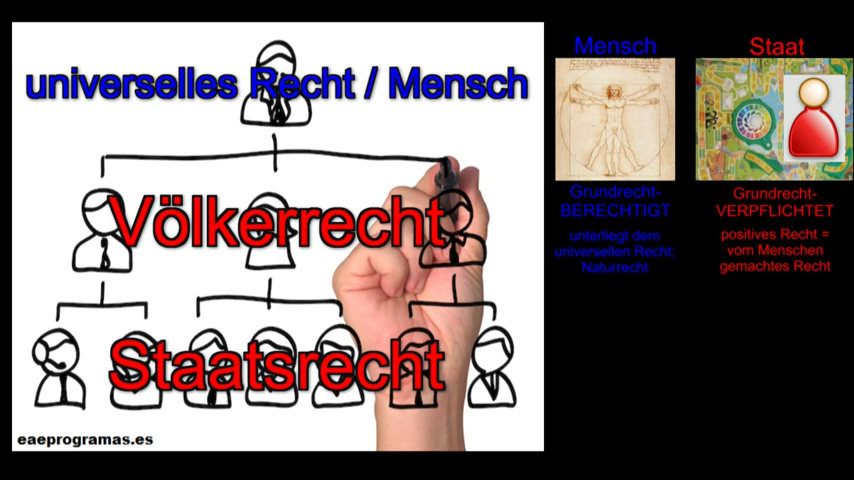 universelles Recht / Mensch
Völkerrecht
Staatsrecht
eaeprogramas.es
Mensch
Grundrecht-
BERECHTIGT
unterliegt dem
universellen Recht;
Naturrecht
Staat
Grundrecht-
VERPFLICHTET
positives Recht =
vom Menschen
gemachtes Recht